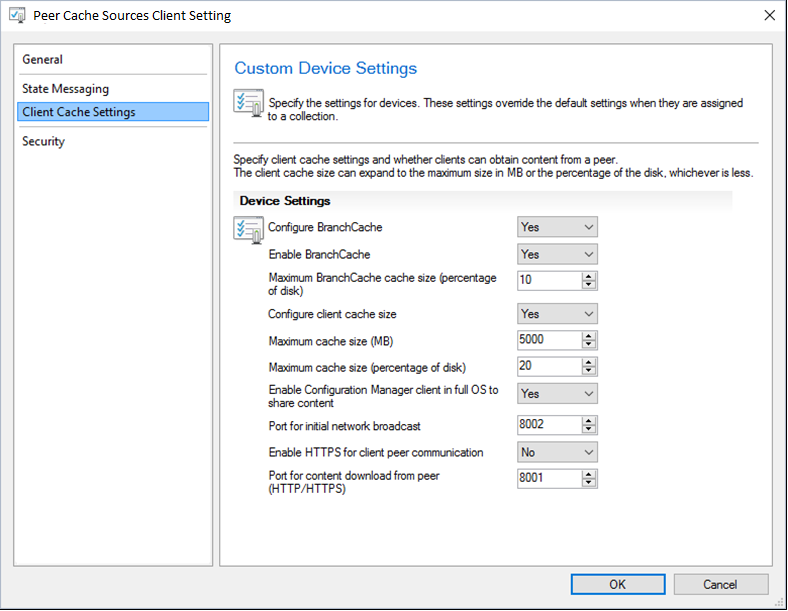 Peer Cache Sources Client Setting
General
State Messaging
Client Cache Settings
Security
Custom Device Settings
Specify the settings for devices. These settings override the default settings when they are assigned
to a collection.
Specify client cache settings and whether clients can obtain content from a peer.
The client cache size can expand to the maximum size in MB or the percentage of the disk, whichever is less.
Device Settings
Configure BranchCache Yes
Enable BranchCache Yes
Maximum BranchCache cache size (percentage
of disk) 10
Configure client cache size Yes
Maximum cache size (MB) 5000
Maximum cache size (percentage of disk) 20
Enable Configuration Manager client in full OS to
share content Yes
Port for initial network broadcast 8002
Enable HTTPS for client peer communication No
Port for content download from peer
(HTTP/HTTPS) 8001
OK Cancel